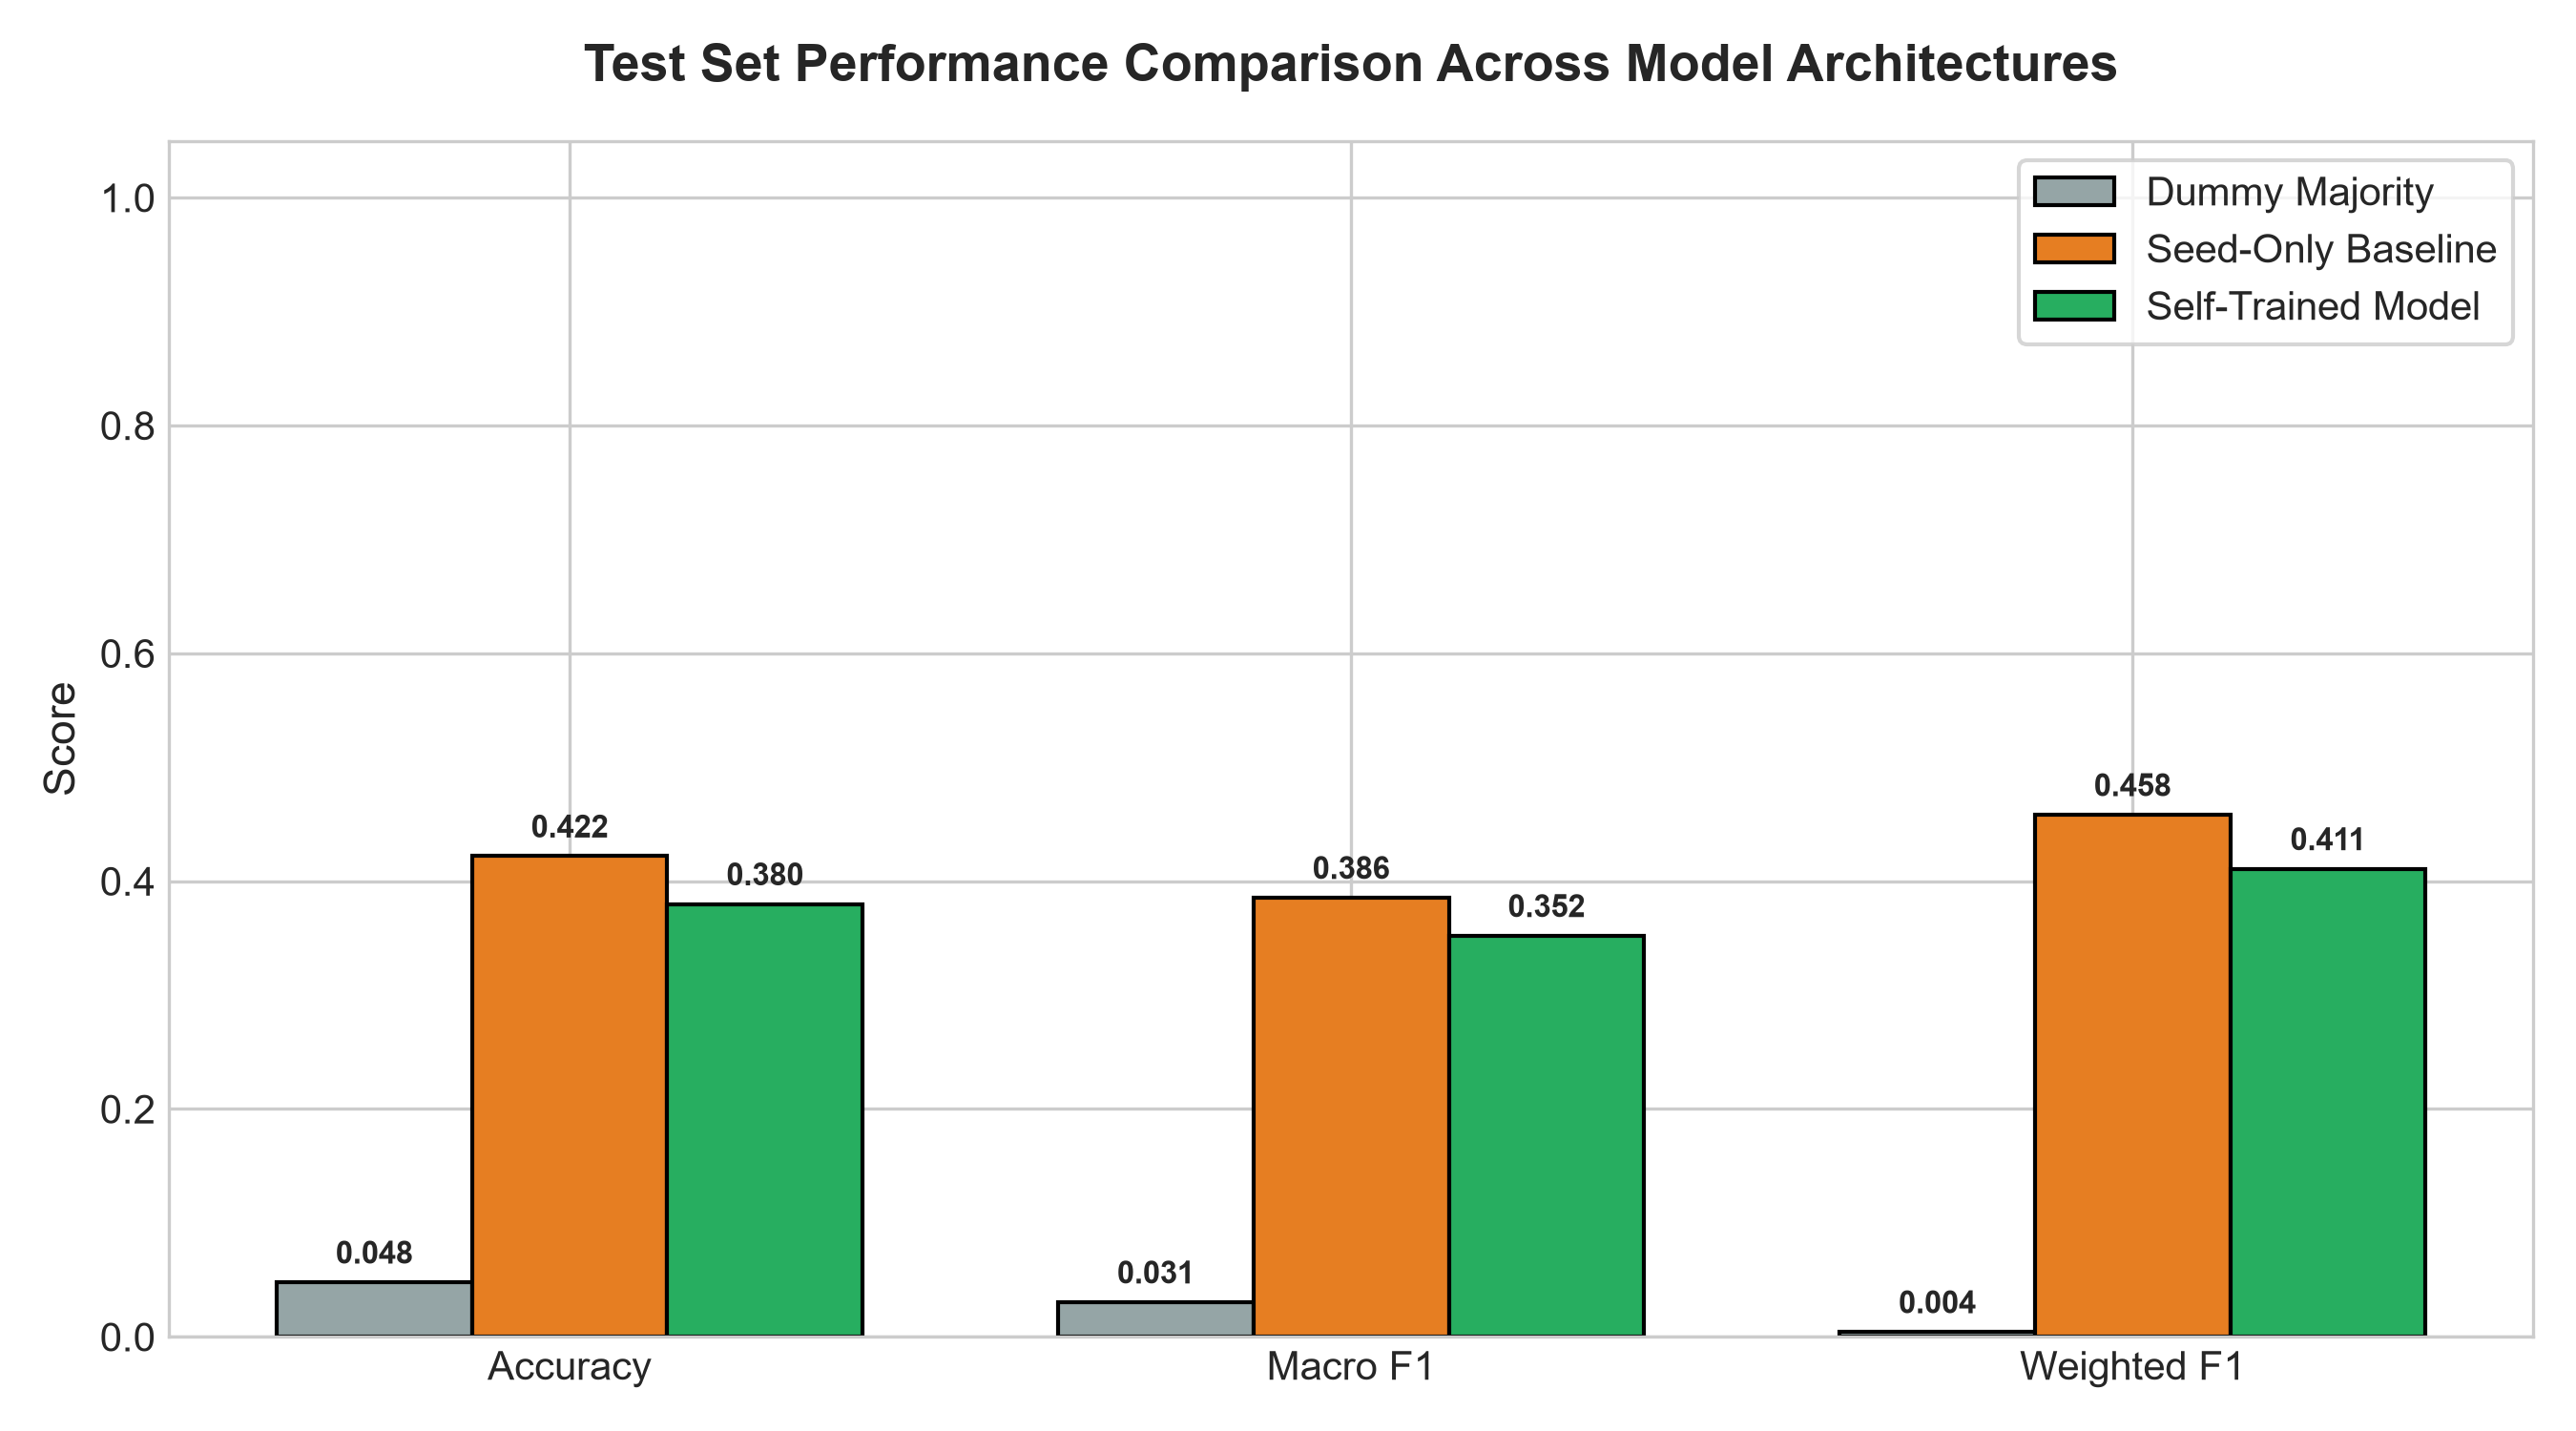 Test Set Performance Comparison Across Model Architectures
Dummy Majority
Seed-Only Baseline
Self-Trained Model
Score
1.0
0.8
0.6
0.4
0.2
0.0
0.048
0.422
0.380
0.031
0.386
0.352
0.004
0.458
0.411
Accuracy
Macro F1
Weighted F1